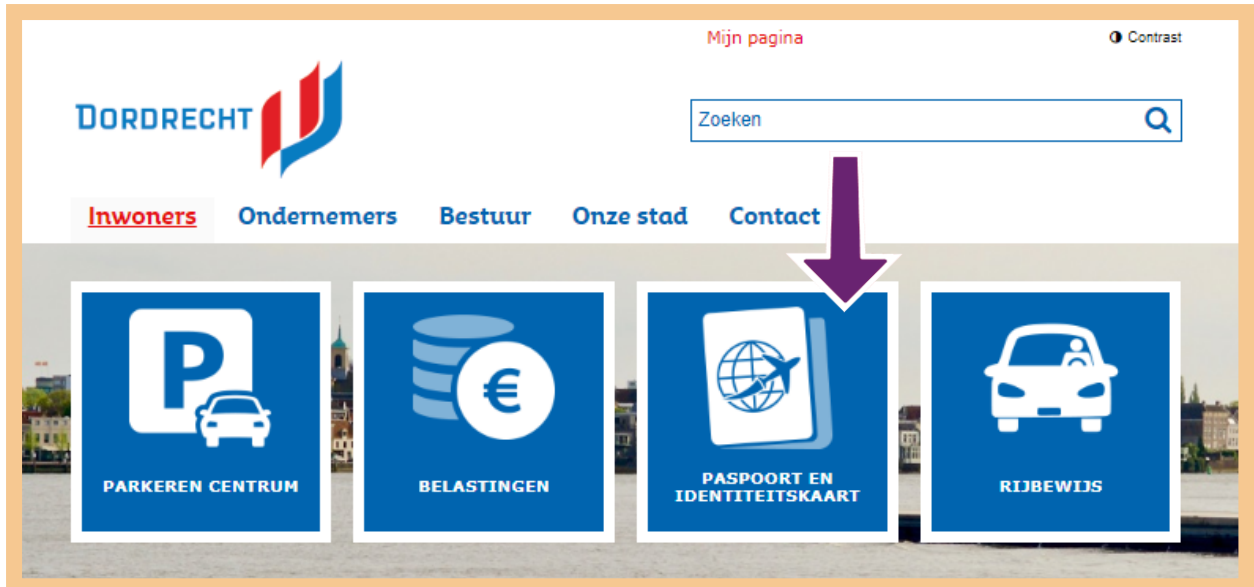 Mijn pagina
Contrast
DORDRECHT
Zoeken
Inwoners Ondernemers Bestuur Onze stad Contact
P
€
PARKEREN CENTRUM
BELASTINGEN
PASPOORT EN
IDENTITEITSKAART
RIJBEWIJS